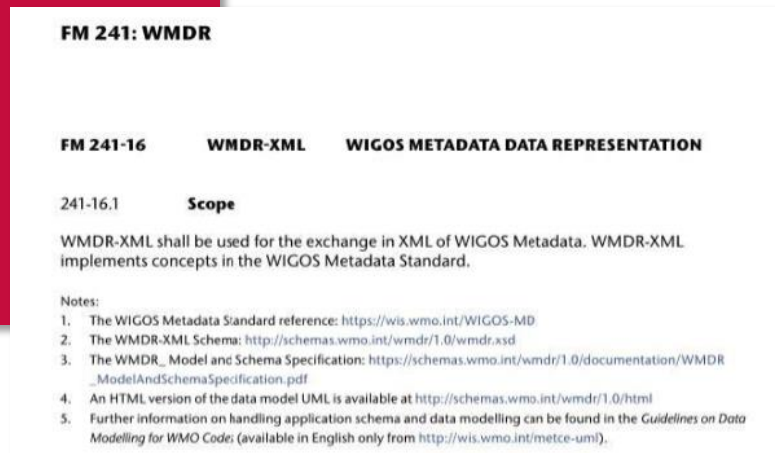 FM 241: WMDR
FM 241-16 WMDR-XML WIGOS METADATA DATA REPRESENTATION
241-16.1 Scope
WMDR-XML shall be used for the exchange in XML of WIGOS Metadata. WMDR-XML
implements concepts in the WIGOS Metadata Standard.
Notes:
1. The WIGOS Metadata Standard reference: https://wis.wmo.int/WIGOS-MD
2. The WMDR-XML Schema: http://schemas.wmo.int/wmdr/1.0/wmdr.xsd
3. The WMDR_ Model and Schema Specification: https://schemas.wmo.int/wmdr/1.0/documentation/WMDR
_ModelAndSchemaSpecification.pdf
4. An HTML version of the data model UML is available at http://schemas.wmo.int/wmdr/1.0/html
5. Further information on handling application schema and data modelling can be found in the Guidelines on Data
Modelling for WMO Codes (available in English only from http://wis.wmo.int/metce-uml).